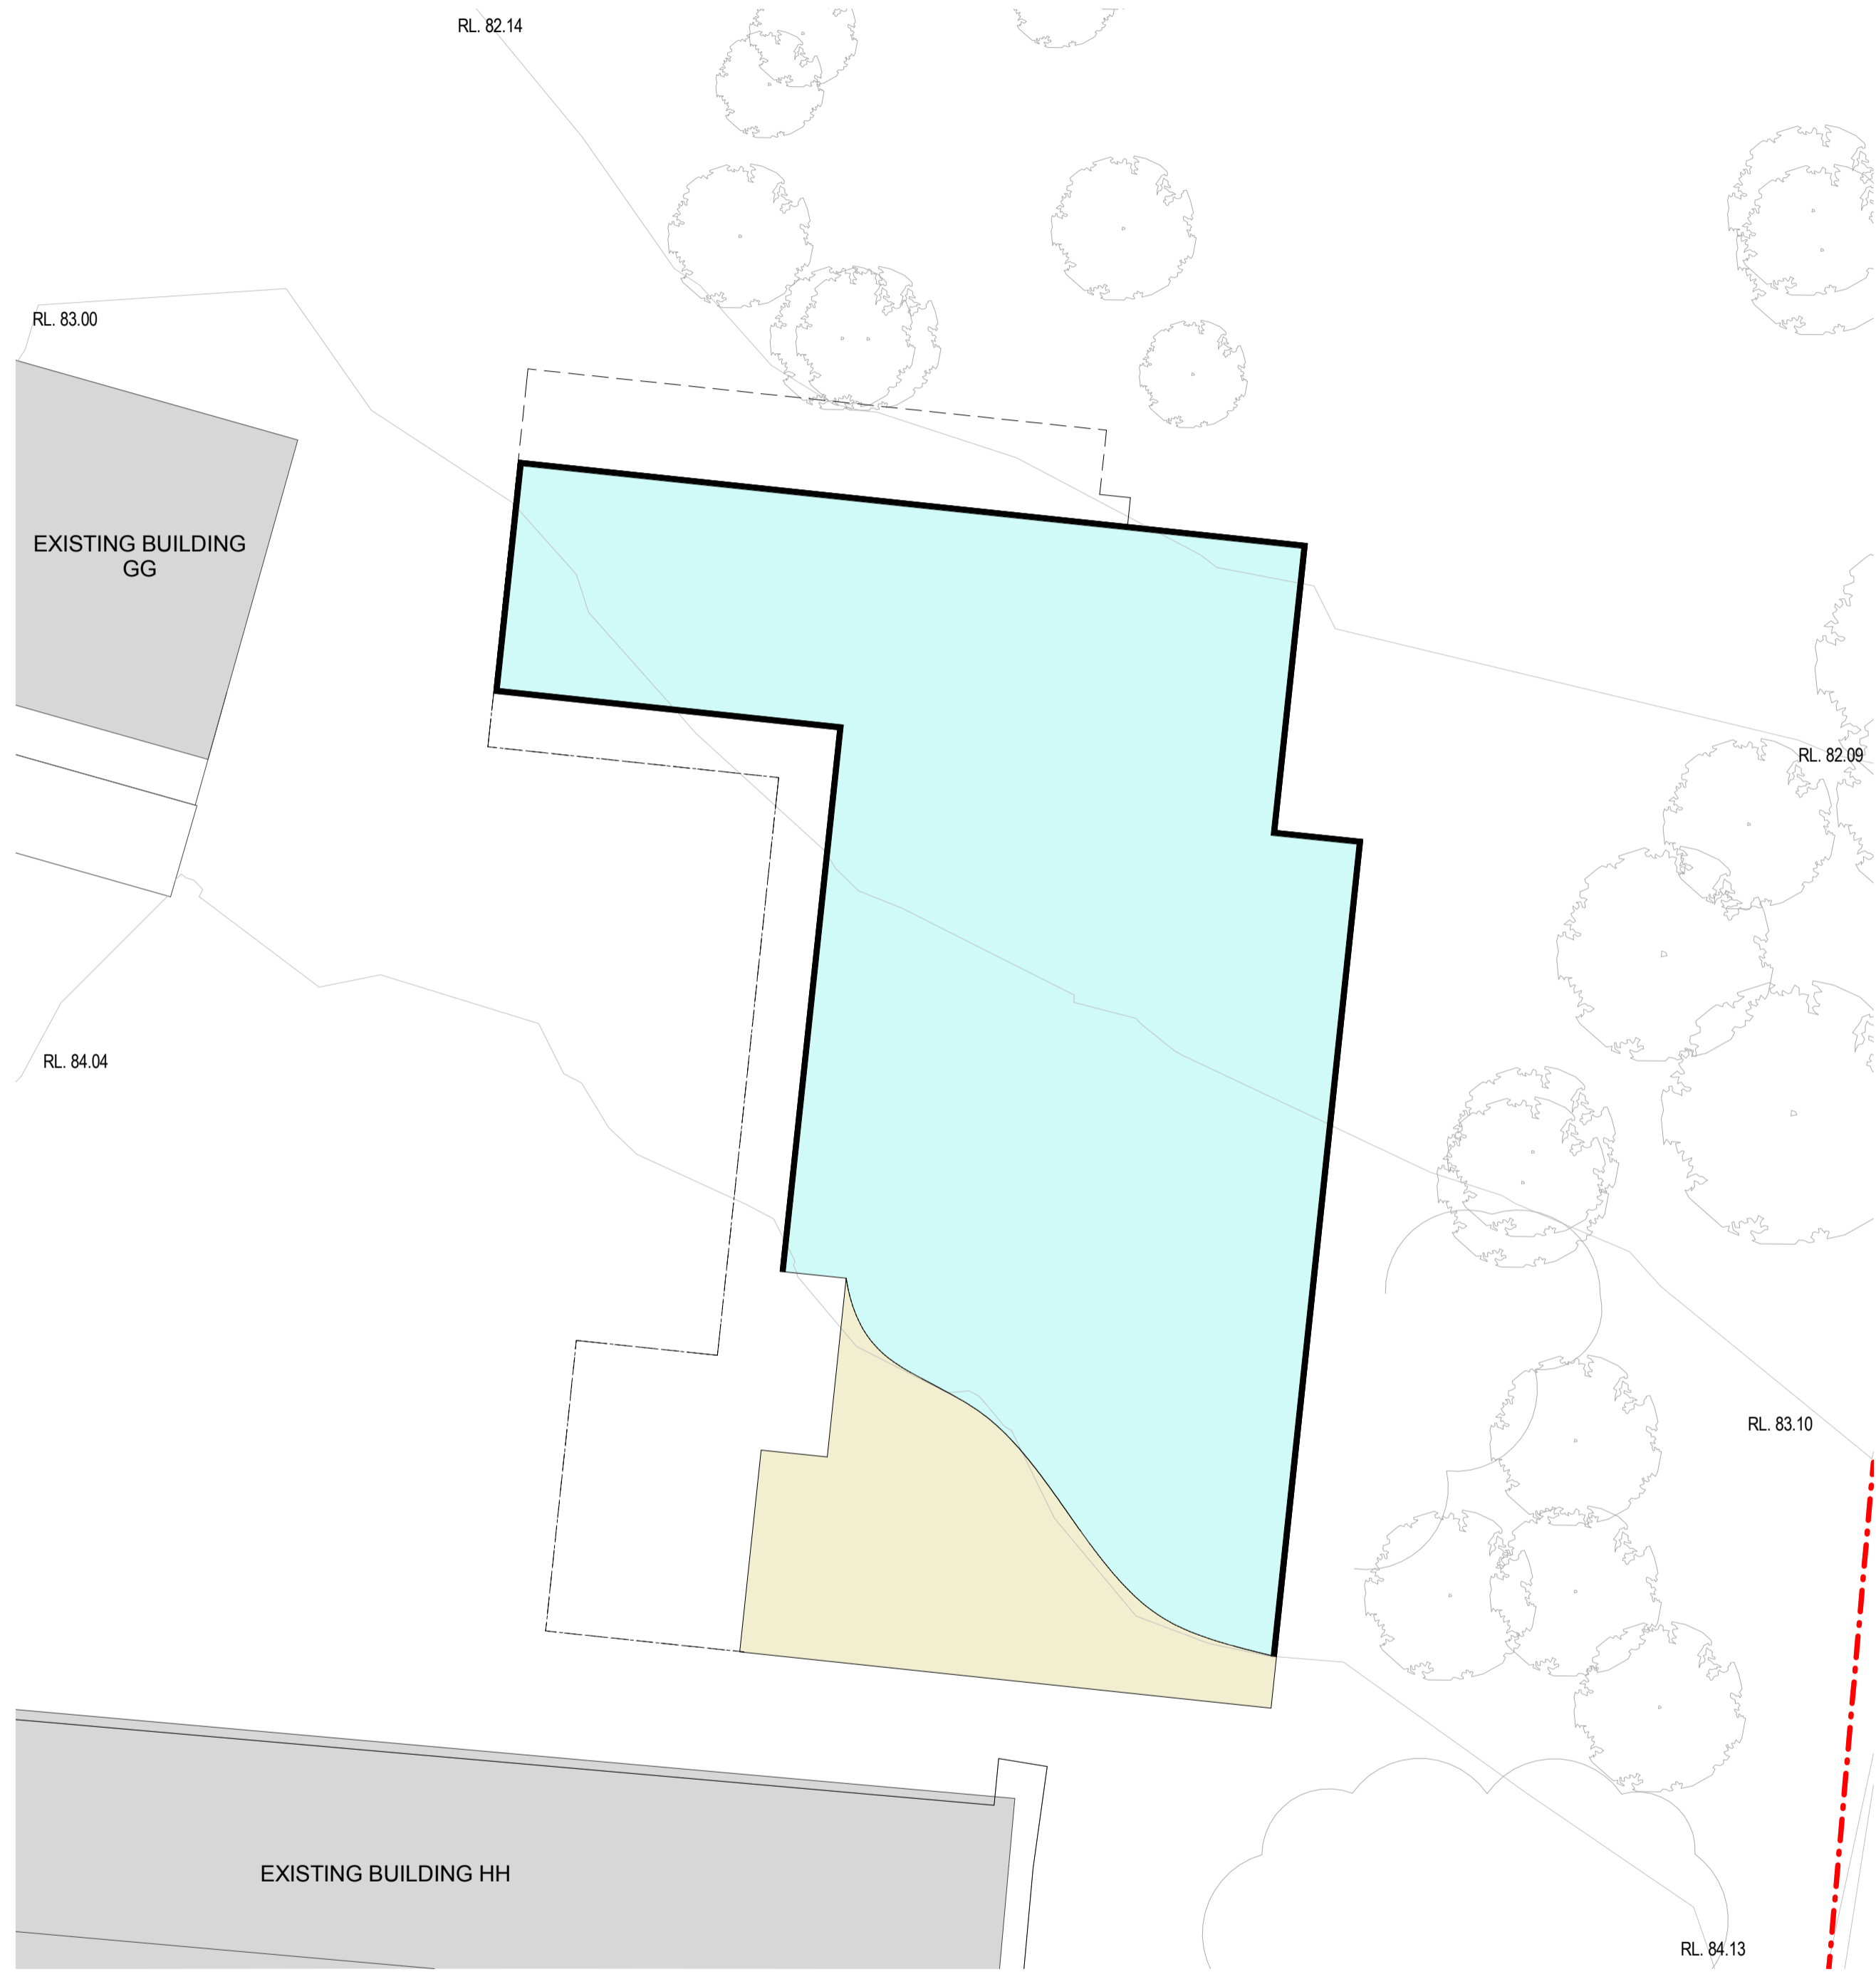 RL. 82.14
RL. 83.00
EXISTING BUILDING
GG
RL. 82.09
RL. 84.04
RL. 83.10
EXISTING BUILDING HH
RL. 84.13